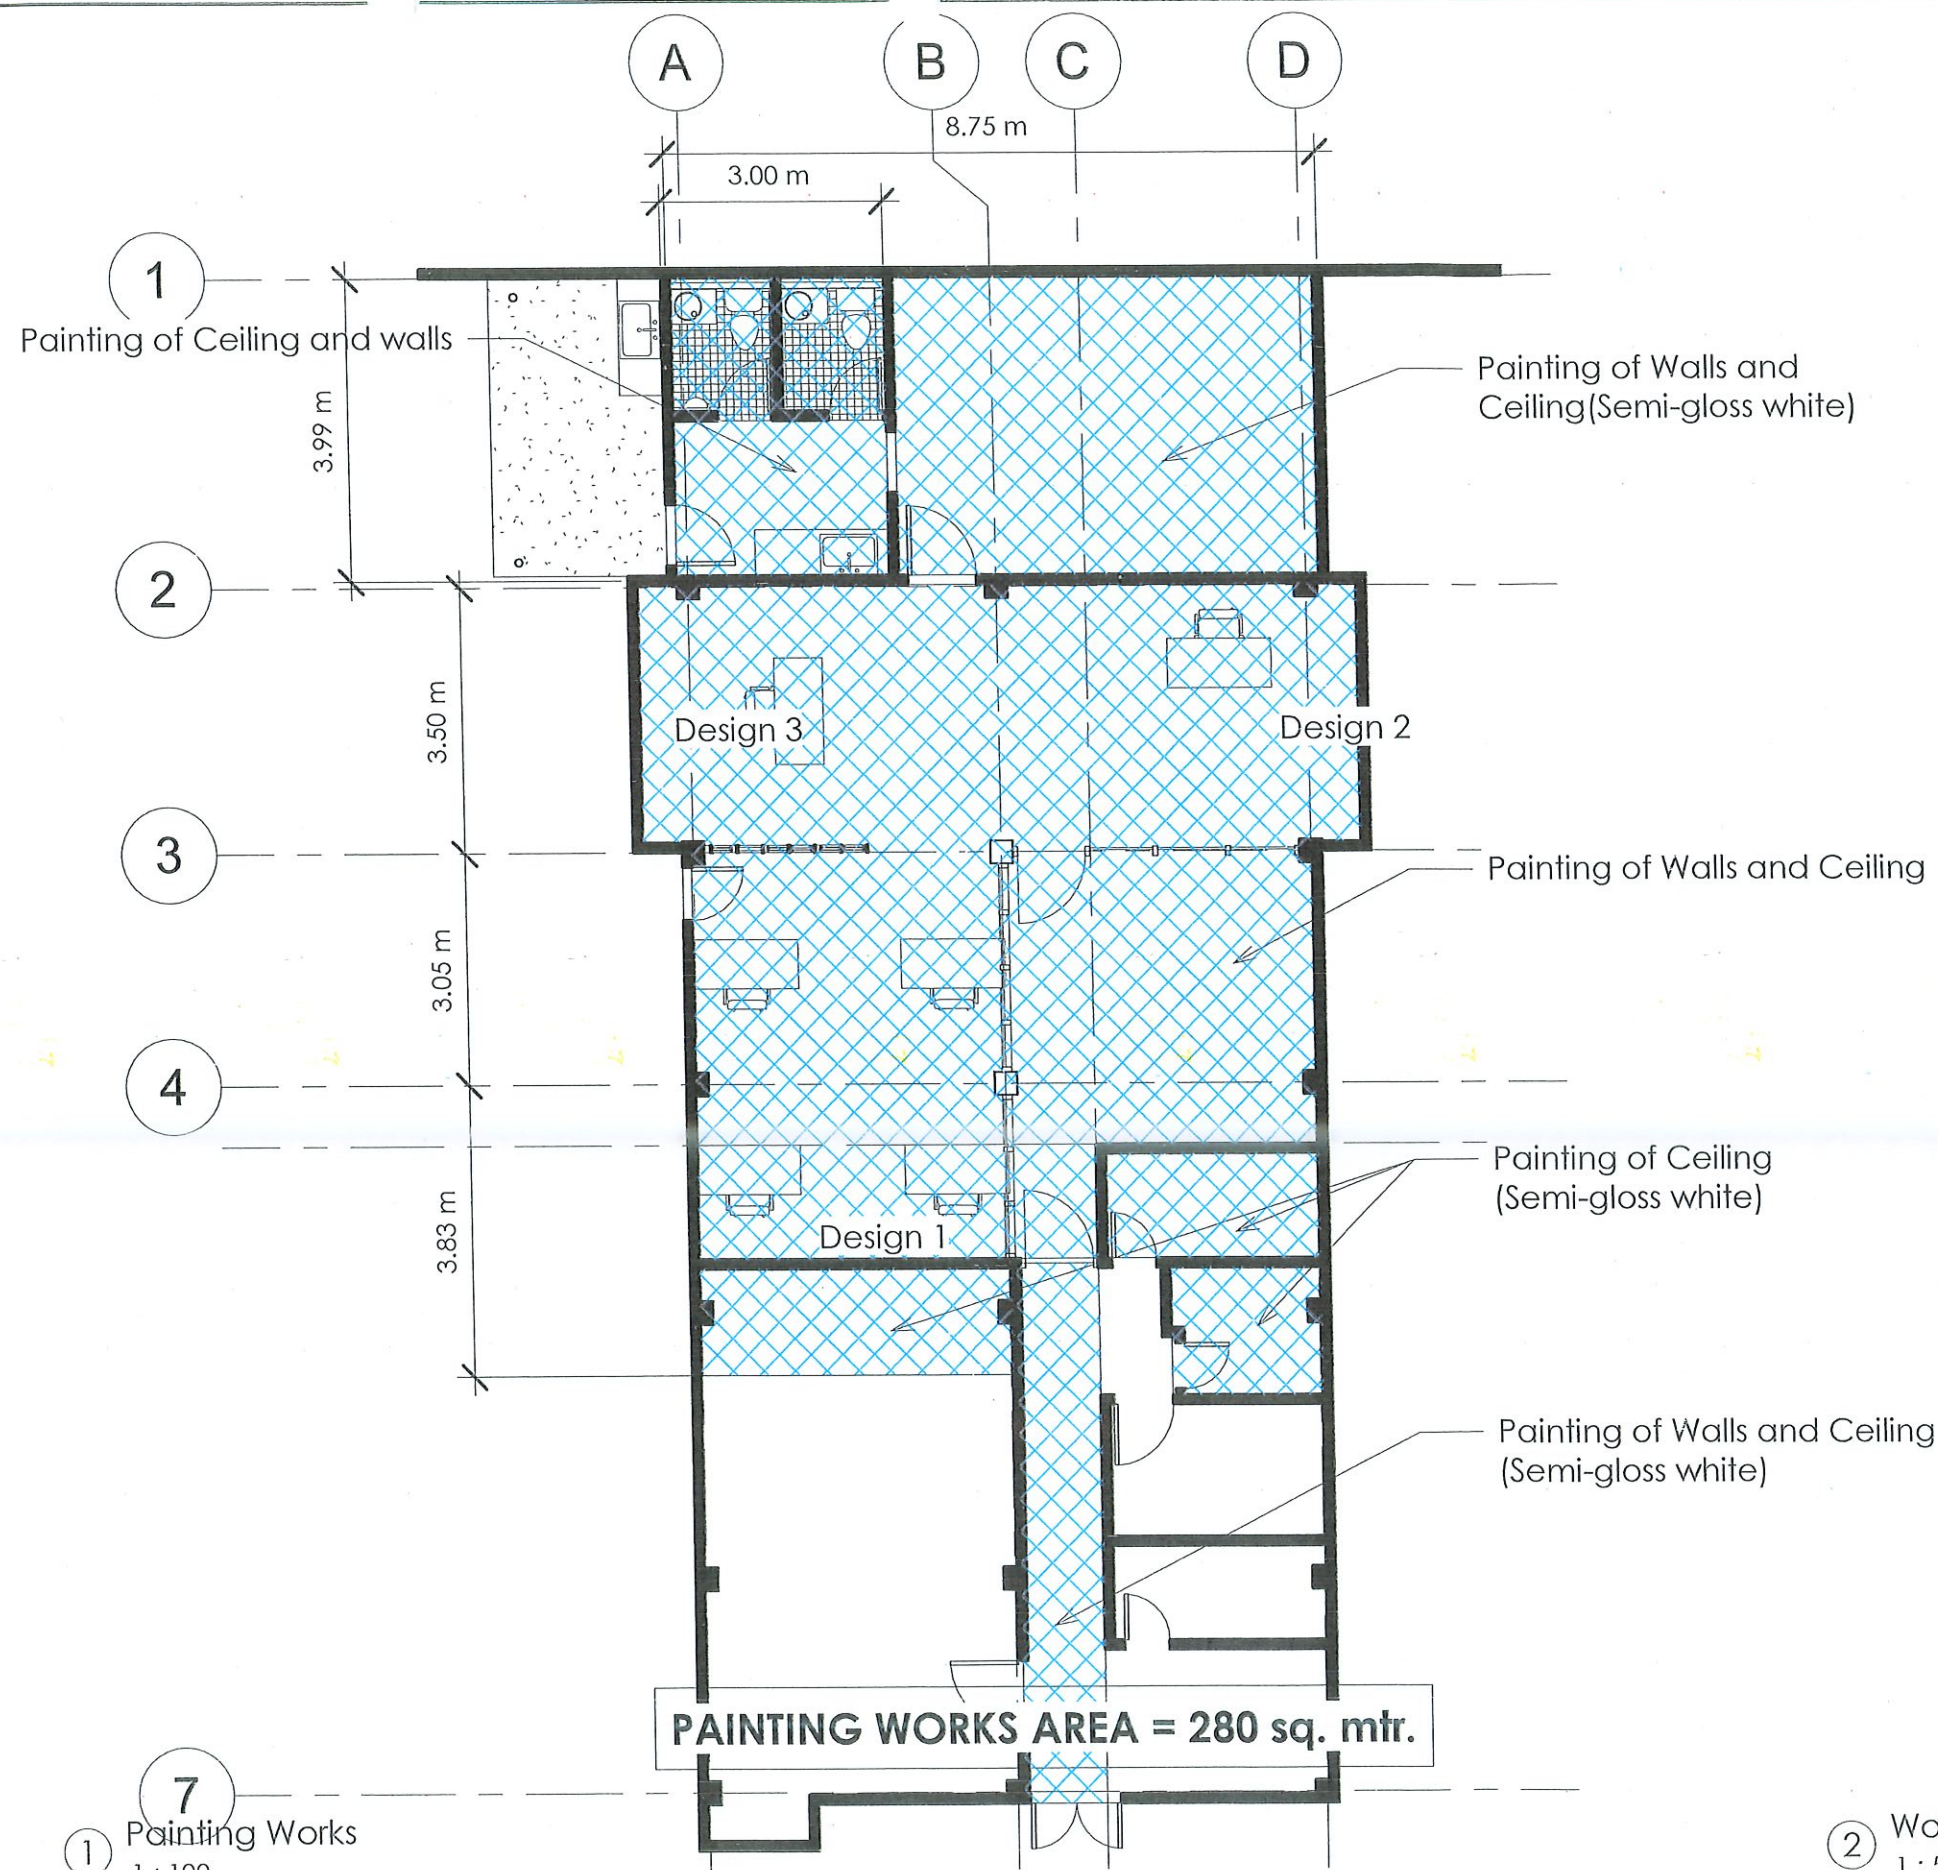 A
B
C
D
8.75 m
3.00 m
1
Painting of Ceiling and walls
Painting of Walls and
Ceiling(Semi-gloss white)
3.99 m
2
3.50 m
Design 3
Design 2
3
Painting of Walls and Ceiling
3.05 m
4
Painting of Ceiling
(Semi-gloss white)
3.83 m
Design 1
Painting of Walls and Ceiling
(Semi-gloss white)
PAINTING WORKS AREA = 280 sq. mtr.
7
1 Painting Works
1 : 100
2